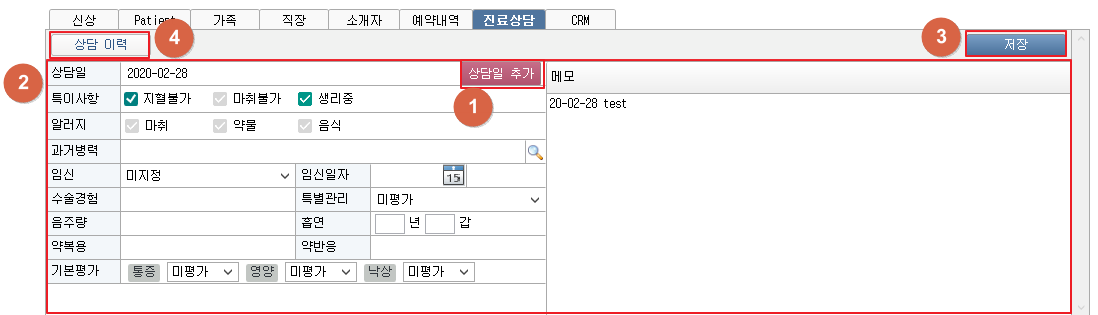 신상 Patient 가족 직장 소개자 예약내역 진료상담 CRM
상담 이력 4 3 저장
2 상담일 2020-02-28 상담일 추가 메모
특이사항 지혈불가 마취불가 생리중 1 20-02-28 test
알러지 마취 약물 음식
과거병력
임신 미지정 임신일자 15
수술경험 특별관리 미평가
음주량 흡연 년 갑
약복용 약반응
기본평가 통증 미평가 영양 미평가 낙상 미평가